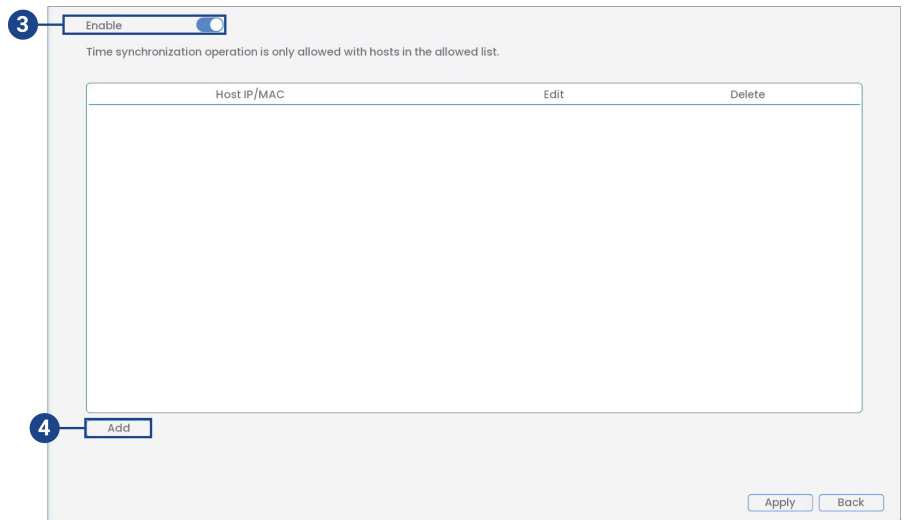 3
Enable
Time synchronization operation is only allowed with hosts in the allowed list.
Host IP/MAC Edit Delete
4
Add
Apply Back